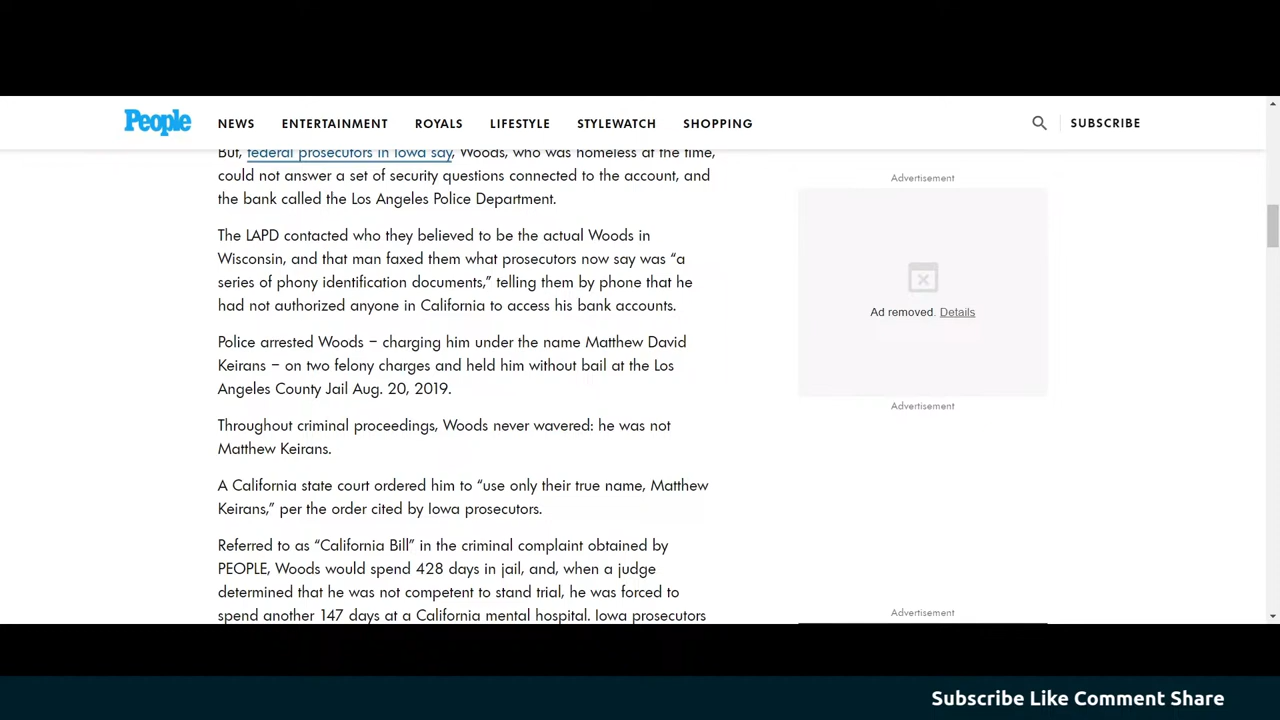 People
NEWS ENTERTAINMENT ROYALS LIFESTYLE STYLEWATCH SHOPPING SUBSCRIBE
But, federal prosecutors in Iowa say, Woods, who was homeless at the time,
could not answer a set of security questions connected to the account, and
the bank called the Los Angeles Police Department.
The LAPD contacted who they believed to be the actual Woods in
Wisconsin, and that man faxed them what prosecutors now say was “a
series of phony identification documents,” telling them by phone that he
had not authorized anyone in California to access his bank accounts.
Police arrested Woods – charging him under the name Matthew David
Keirans – on two felony charges and held him without bail at the Los
Angeles County Jail Aug. 20, 2019.
Throughout criminal proceedings, Woods never wavered: he was not
Matthew Keirans.
A California state court ordered him to “use only their true name, Matthew
Keirans,” per the order cited by Iowa prosecutors.
Referred to as “California Bill” in the criminal complaint obtained by
PEOPLE, Woods would spend 428 days in jail, and, when a judge
determined that he was not competent to stand trial, he was forced to
spend another 147 days at a California mental hospital. Iowa prosecutors
Advertisement
Ad removed. Details
Advertisement
Advertisement
Subscribe Like Comment Share